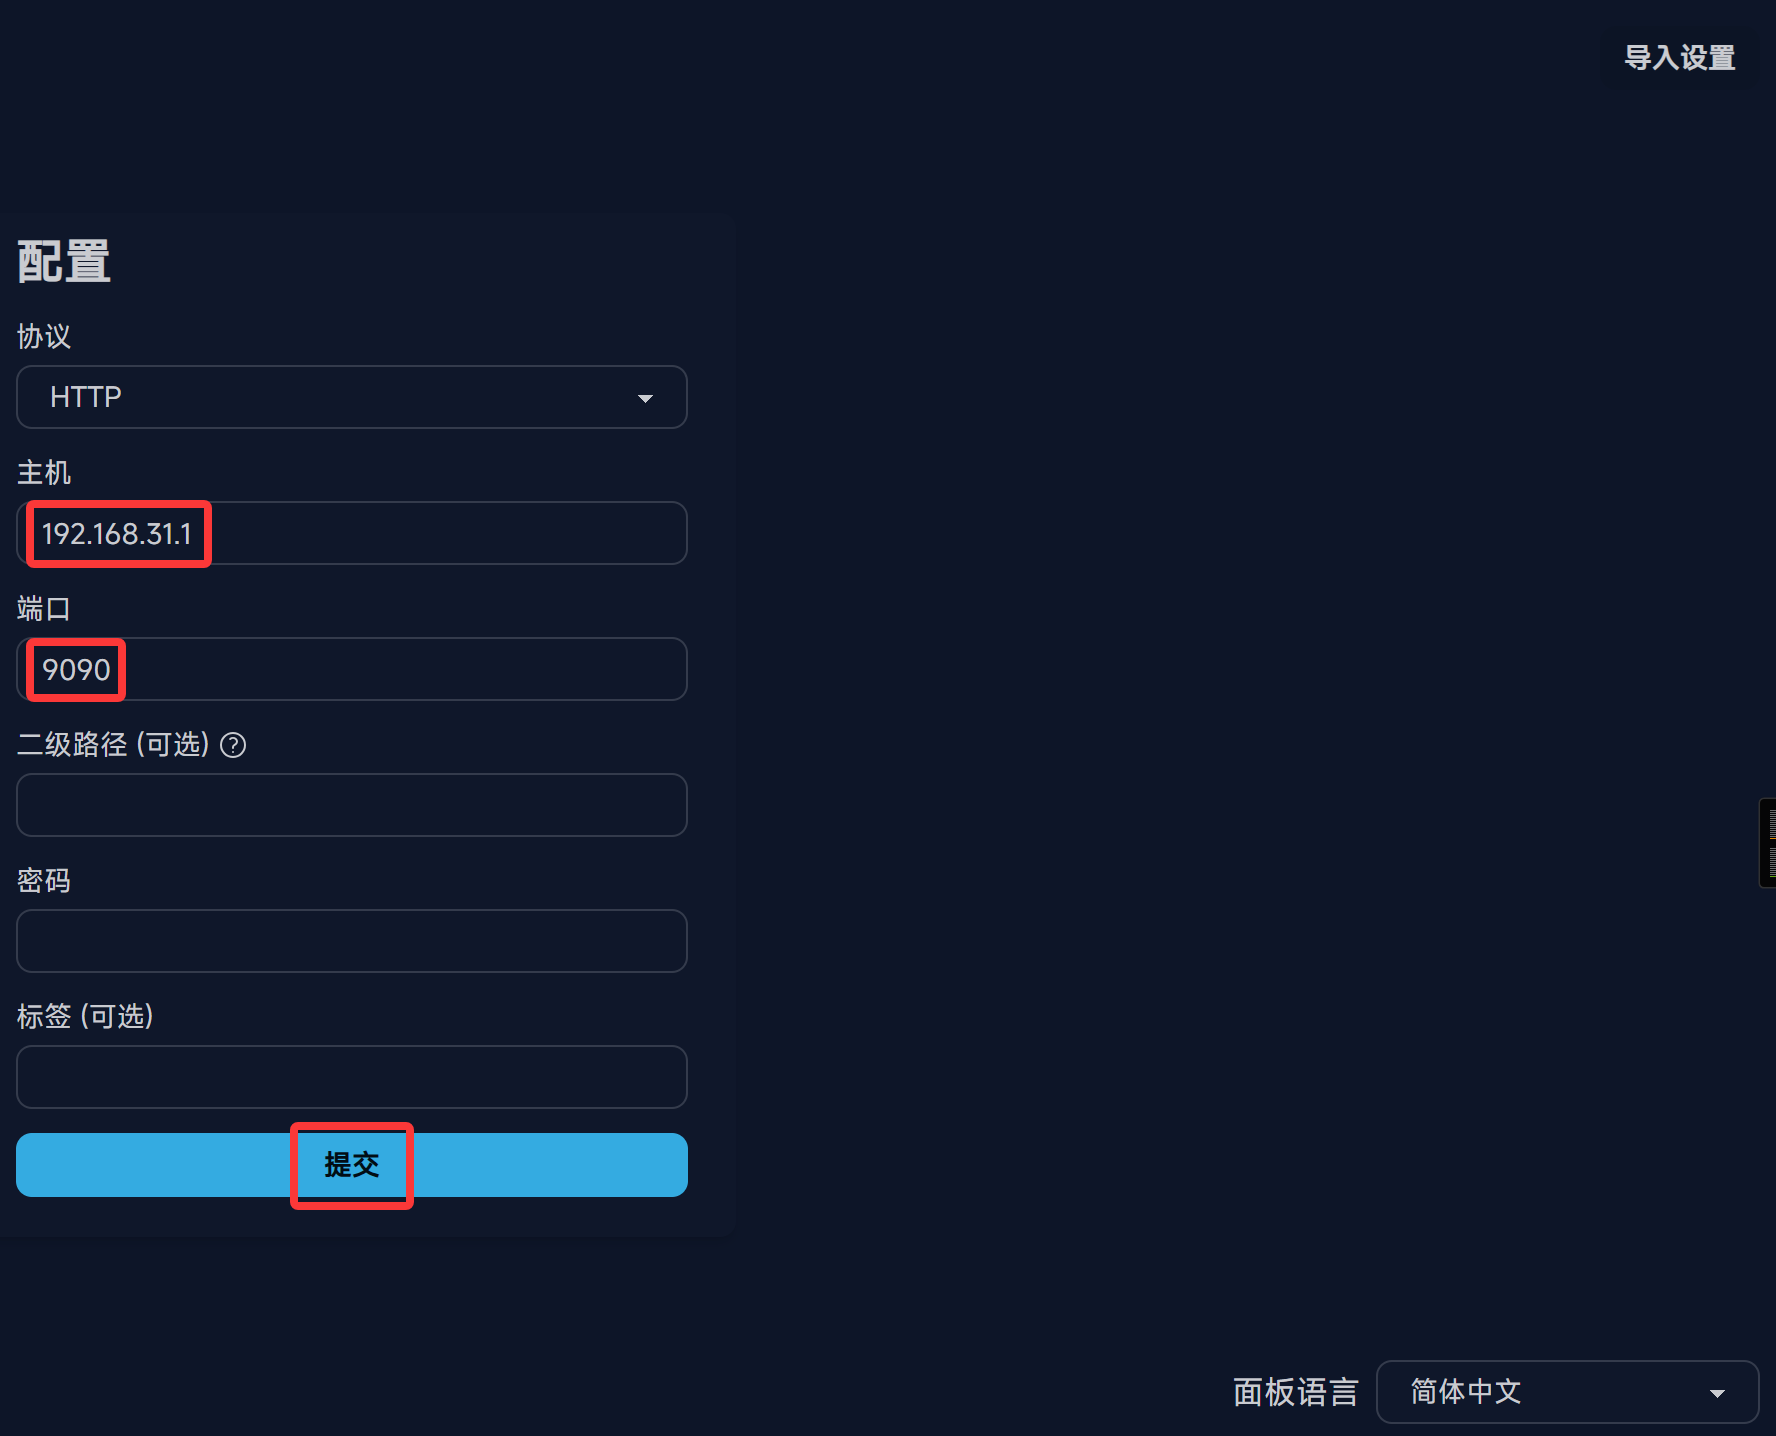 导入设置
配置
协议
HTTP
主机
192.168.31.1
端口
9090
二级路径 (可选) ?
密码
标签 (可选)
提交
面板语言 简体中文